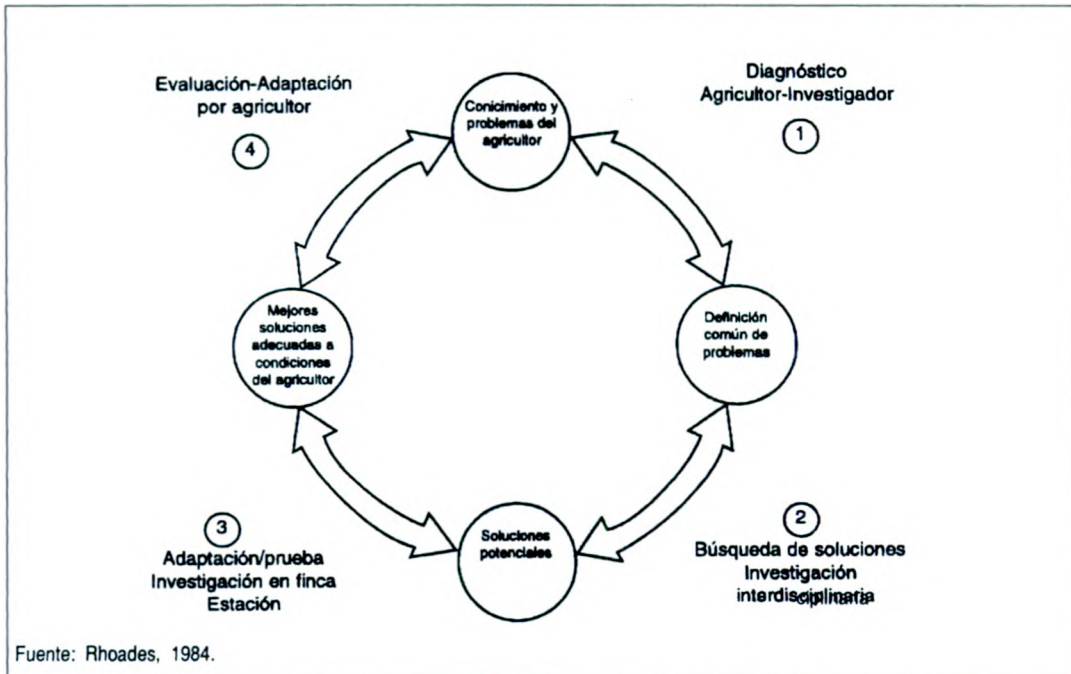 Evaluación-Adaptación
por agricultor
4
Conicimiento y
problemas del
agricultor
Diagnóstico
Agricultor-Investigador
1
Mejores
soluciones
adecuadas a
condiciones
del agricultor
Definición
común de
problemas
3
Adaptación/prueba
Investigación en finca
Estación
Soluciones
potenciales
2
Búsqueda de soluciones
Investigación
interdisciplinaria
Fuente: Rhoades, 1984.